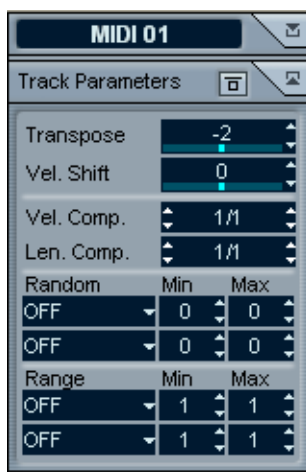 MIDI 01
Track Parameters
Transpose -2
Vel. Shift 0
Vel. Comp. 1/1
Len. Comp. 1/1
Random Min Max
OFF 0 0
OFF 0 0
Range Min Max
OFF 1 1
OFF 1 1